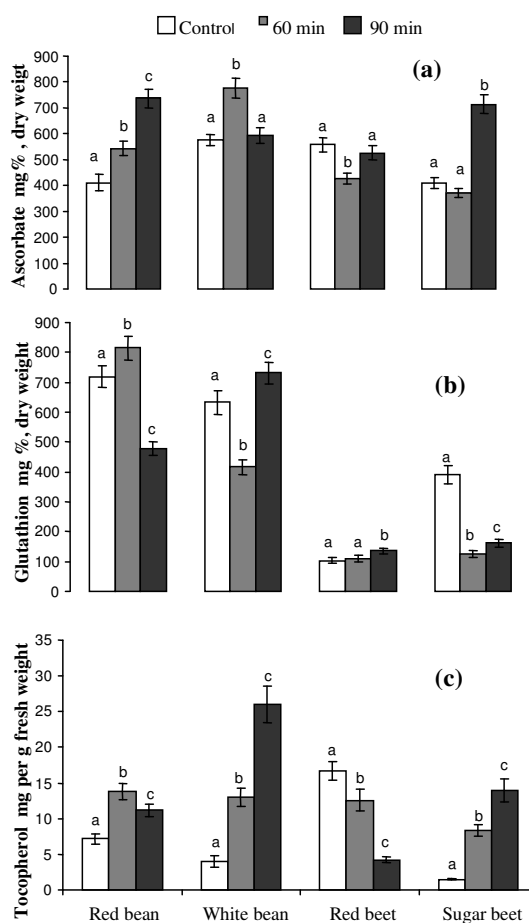 Control 60 min 90 min
(a)
Ascorbate mg% , dry weigt
900
800
700
600
500
400
300
200
100
0
a b c
a b a
a b a
a a b
(b)
Glutathion mg %, dry weight
900
800
700
600
500
400
300
200
100
0
a b c
a b c
a a b
a b c
(c)
Tocopherol mg per g fresh weight
35
30
25
20
15
10
5
0
a b c
a b c
a b c
a b c
Red bean White bean Red beet Sugar beet